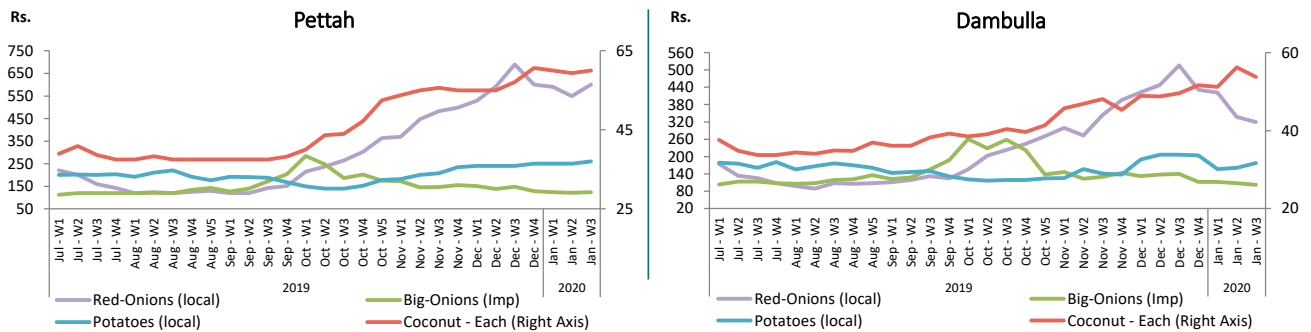 Rs.
Pettah
750
650
550
450
350
250
150
50
65
45
25
Jul - W1
Jul - W2
Jul - W3
Jul - W4
Aug - W1
Aug - W2
Aug - W3
Aug - W4
Aug - W5
Sep - W1
Sep - W2
Sep - W3
Sep - W4
Oct - W1
Oct - W2
Oct - W3
Oct - W4
Oct - W5
Nov - W1
Nov - W2
Nov - W3
Nov - W4
Dec - W1
Dec - W2
Dec - W3
Dec - W4
Jan - W1
Jan - W2
Jan - W3
2019
2020
Red-Onions (local)
Big-Onions (Imp)
Potatoes (local)
Coconut - Each (Right Axis)
Rs.
Dambulla
560
500
440
380
320
260
200
140
80
20
60
40
20
Jul - W1
Jul - W2
Jul - W3
Jul - W4
Aug - W1
Aug - W2
Aug - W3
Aug - W4
Aug - W5
Sep - W1
Sep - W2
Sep - W3
Sep - W4
Oct - W1
Oct - W2
Oct - W3
Oct - W4
Oct - W5
Nov - W1
Nov - W2
Nov - W3
Nov - W4
Dec - W1
Dec - W2
Dec - W3
Dec - W4
Jan - W1
Jan - W2
Jan - W3
2019
2020
Red-Onions (local)
Big-Onions (Imp)
Potatoes (local)
Coconut - Each (Right Axis)